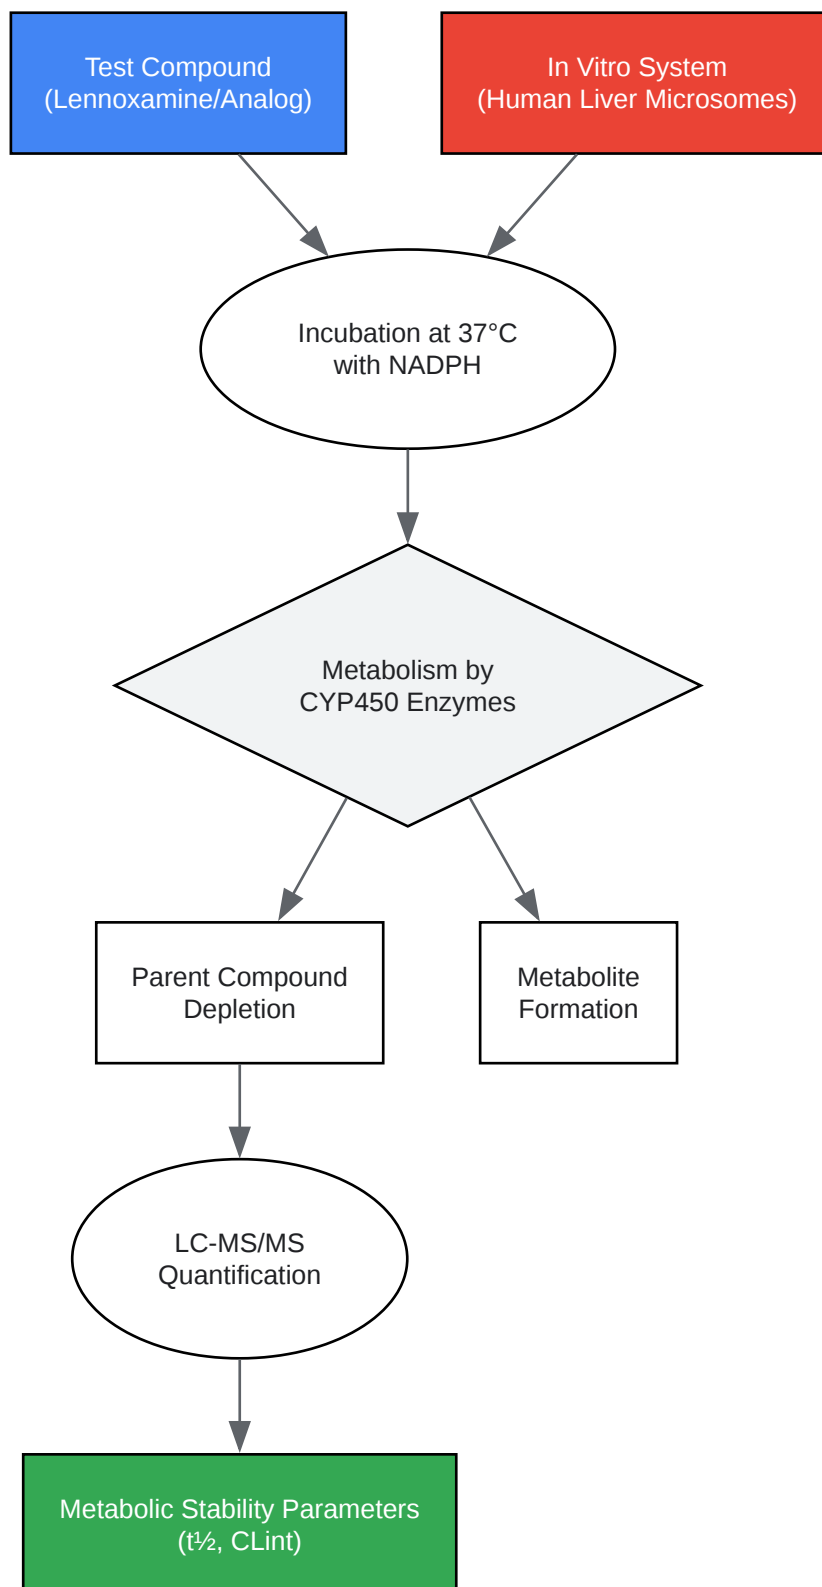 Test Compound
(Lennoxamine/Analog)
In Vitro System
(Human Liver Microsomes)
Incubation at 37°C
with NADPH
Metabolism by
CYP450 Enzymes
Parent Compound
Depletion
Metabolite
Formation
LC-MS/MS
Quantification
Metabolic Stability Parameters
(t½, CLint)